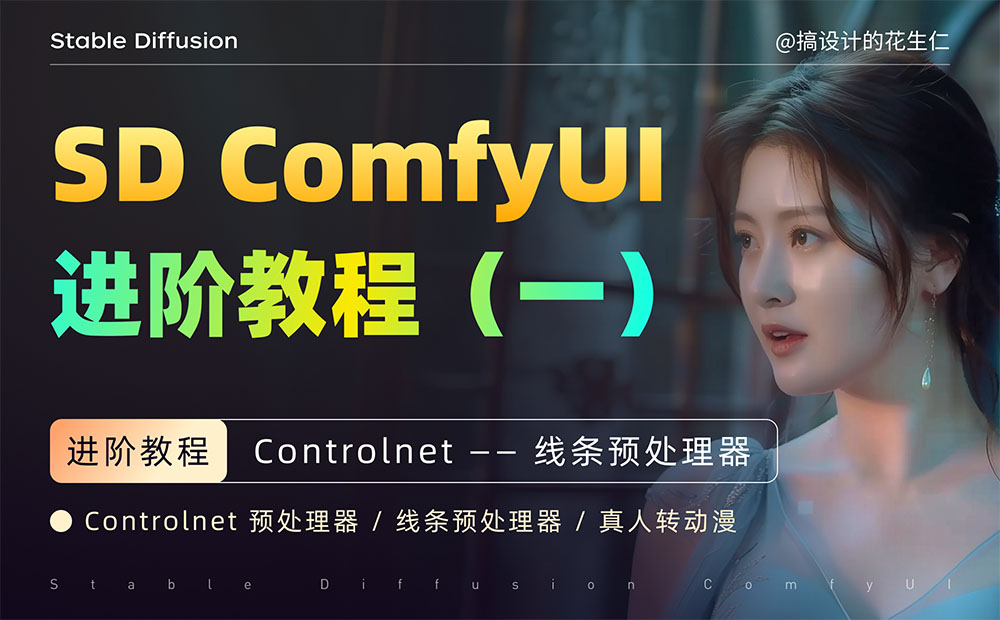 Stable Diffusion
@搞设计的花生仁
SD ComfyUI
进阶教程（一）
进阶教程 Controlnet —— 线条预处理器
Controlnet 预处理器 / 线条预处理器 / 真人转动漫
Stable Diffusion ComfyUI